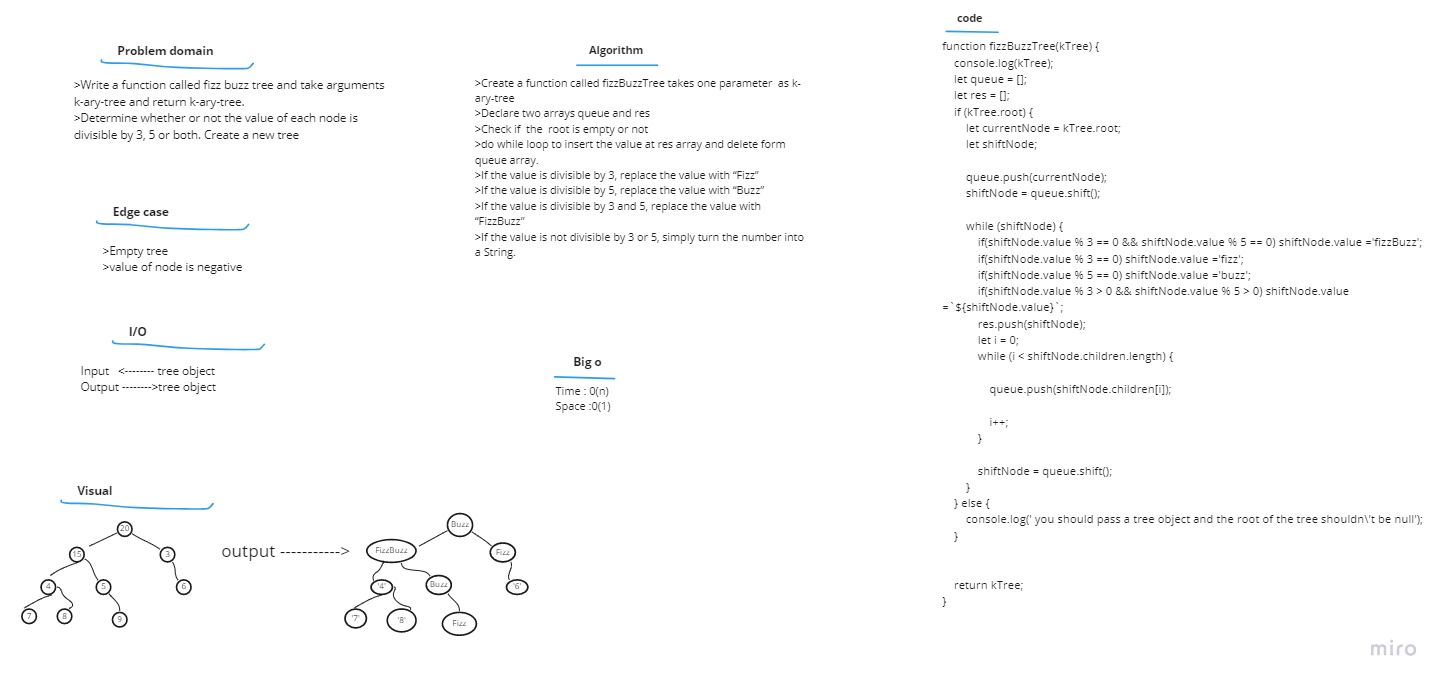 Problem domain
>Write a function called fizz buzz tree and take arguments
k-ary-tree and return k-ary-tree.
>Determine whether or not the value of each node is
divisible by 3, 5 or both. Create a new tree
Edge case
>Empty tree
>value of node is negative
I/O
Input <-------- tree object
Output -------->tree object
Visual
20
15
3
4
5
6
7
8
9
output ----------->
Buzz
FizzBuzz
Fizz
'4'
Buzz
'6'
'7'
'8'
Fizz
Algorithm
>Create a function called fizzBuzzTree takes one parameter as k-
ary-tree
>Declare two arrays queue and res
>Check if the root is empty or not
>do while loop to insert the value at res array and delete form
queue array.
>If the value is divisible by 3, replace the value with “Fizz”
>If the value is divisible by 5, replace the value with “Buzz”
>If the value is divisible by 3 and 5, replace the value with
“FizzBuzz”
>If the value is not divisible by 3 or 5, simply turn the number into
a String.
Big o
Time : 0(n)
Space :0(1)
code
function fizzBuzzTree(kTree) {
console.log(kTree);
let queue = [];
let res = [];
if (kTree.root) {
let currentNode = kTree.root;
let shiftNode;
queue.push(currentNode);
shiftNode = queue.shift();
while (shiftNode) {
if(shiftNode.value % 3 == 0 && shiftNode.value % 5 == 0) shiftNode.value ='fizzBuzz';
if(shiftNode.value % 3 == 0) shiftNode.value ='fizz';
if(shiftNode.value % 5 == 0) shiftNode.value ='buzz';
if(shiftNode.value % 3 > 0 && shiftNode.value % 5 > 0) shiftNode.value
=`${shiftNode.value}`;
res.push(shiftNode);
let i = 0;
while (i < shiftNode.children.length) {
queue.push(shiftNode.children[i]);
i++;
}
shiftNode = queue.shift();
}
} else {
console.log(' you should pass a tree object and the root of the tree shouldn\'t be null');
}
return kTree;
}
miro